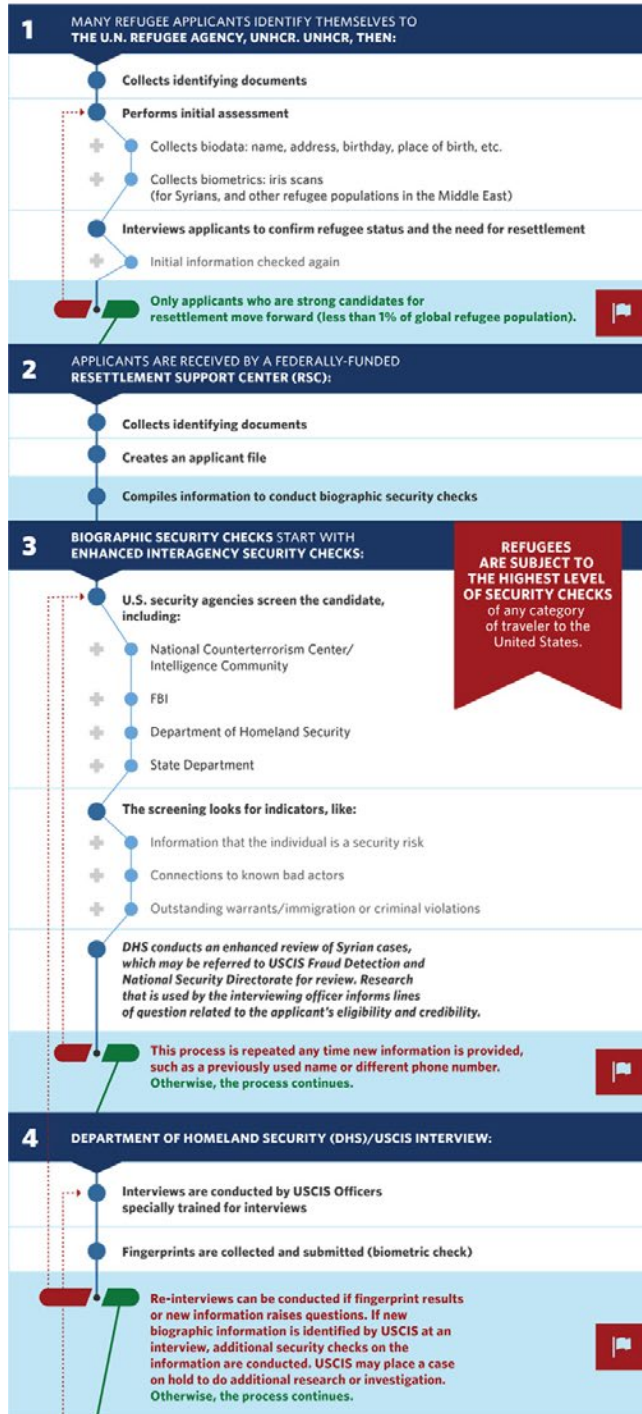 1
MANY REFUGEE APPLICANTS IDENTIFY THEMSELVES TO
THE U.N. REFUGEE AGENCY, UNHCR. UNHCR, THEN:
Collects identifying documents
Performs initial assessment
Collects biodata: name, address, birthday, place of birth, etc.
Collects biometrics: iris scans
(for Syrians, and other refugee populations in the Middle East)
Interviews applicants to confirm refugee status and the need for resettlement
Initial information checked again
Only applicants who are strong candidates for
resettlement move forward (less than 1% of global refugee population).
2
APPLICANTS ARE RECEIVED BY A FEDERALLY-FUNDED
RESETTLEMENT SUPPORT CENTER (RSC):
Collects identifying documents
Creates an applicant file
Compiles information to conduct biographic security checks
3
BIOGRAPHIC SECURITY CHECKS START WITH
ENHANCED INTERAGENCY SECURITY CHECKS:
REFUGEES
ARE SUBJECT TO
THE HIGHEST LEVEL
OF SECURITY CHECKS
of any category
of traveler to the
United States.
U.S. security agencies screen the candidate,
including:
National Counterterrorism Center/
Intelligence Community
FBI
Department of Homeland Security
State Department
The screening looks for indicators, like:
Information that the individual is a security risk
Connections to known bad actors
Outstanding warrants/immigration or criminal violations
DHS conducts an enhanced review of Syrian cases,
which may be referred to USCIS Fraud Detection and
National Security Directorate for review. Research
that is used by the interviewing officer informs lines
of question related to the applicant's eligibility and credibility.
This process is repeated any time new information is provided,
such as a previously used name or different phone number.
Otherwise, the process continues.
4
DEPARTMENT OF HOMELAND SECURITY (DHS)/USCIS INTERVIEW:
Interviews are conducted by USCIS Officers
specially trained for interviews
Fingerprints are collected and submitted (biometric check)
Re-interviews can be conducted if fingerprint results
or new information raises questions. If new
biographic information is identified by USCIS at an
interview, additional security checks on the
information are conducted. USCIS may place a case
on hold to do additional research or investigation.
Otherwise, the process continues.